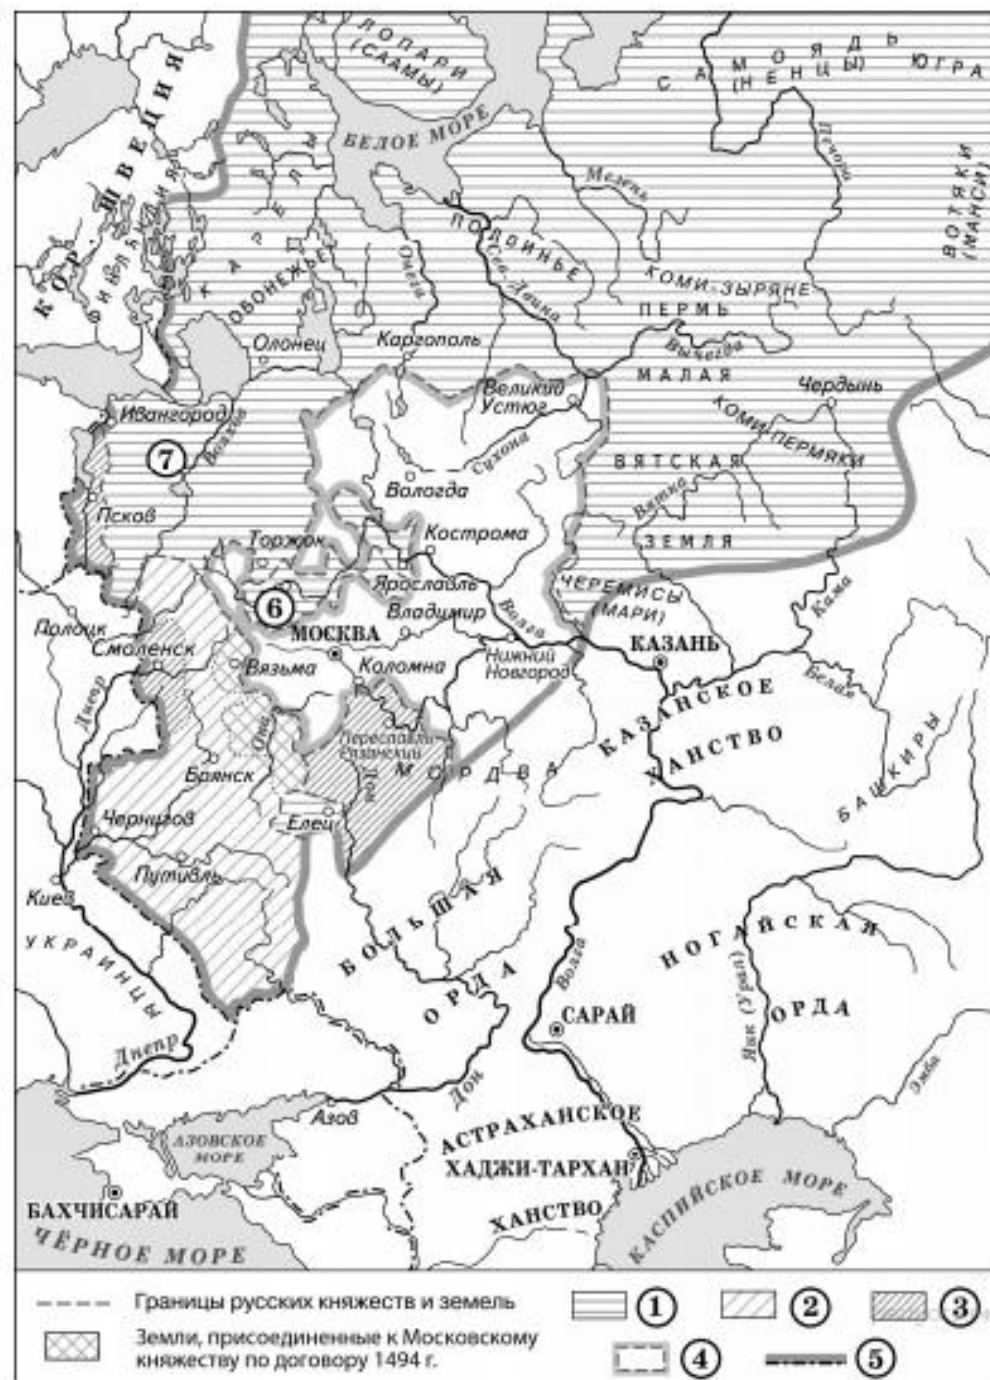 ЛОПАРИ
(СААМЫ)
САМОЯДЬ
(НЕНЦЫ)
ЮГРА
КОР. ШВЕЦИЯ
БЕЛОЕ МОРЕ
Печора
Мезень
ВОТЯКИ
(МАНСИ)
ФИНЛЯНДИЯ
КАРЕЛЫ
ПОДВИНЬЕ
Сев. Двина
Онега
ОБОНЕЖЬЕ
КОМИ-ЗЫРЯНЕ
ПЕРМЬ
Вычегда
МАЛАЯ
Олонец
Каргополь
Великий
Устюг
Чердынь
КОМИ-ПЕРМЯКИ
Ивангород
7
Волхов
Сухона
ВЯТСКАЯ
Вологда
Вятка
Псков
Кострома
ЗЕМЛЯ
Торжок
Ярославль
ЧЕРЕМИСЫ
(МАРИ)
6
Владимир
Волга
Кама
Полоцк
МОСКВА
КАЗАНЬ
Смоленск
Вязьма
Коломна
Нижний
Новгород
Белая
Днепр
Ока
КАЗАНСКОЕ
ХАНСТВО
Переславль
Рязанский
Дон
МОРДВА
БАШКИРЫ
Брянск
Чернигов
Елец
Путивль
Киев
БОЛЬШАЯ
ОРДА
УКРАИНЦЫ
НОГАЙСКАЯ
ОРДА
Волга
САРАЙ
Яик (Урал)
Днепр
Эмба
Дон
Азов
АЗОВСКОЕ
МОРЕ
АСТРАХАНСКОЕ
ХАДЖИ-ТАРХАН
ХАНСТВО
БАХЧИСАРАЙ
ЧЁРНОЕ МОРЕ
КАСПИЙСКОЕ МОРЕ
Границы русских княжеств и земель
1
2
3
Земли, присоединенные к Московскому
княжеству по договору 1494 г.
4
5